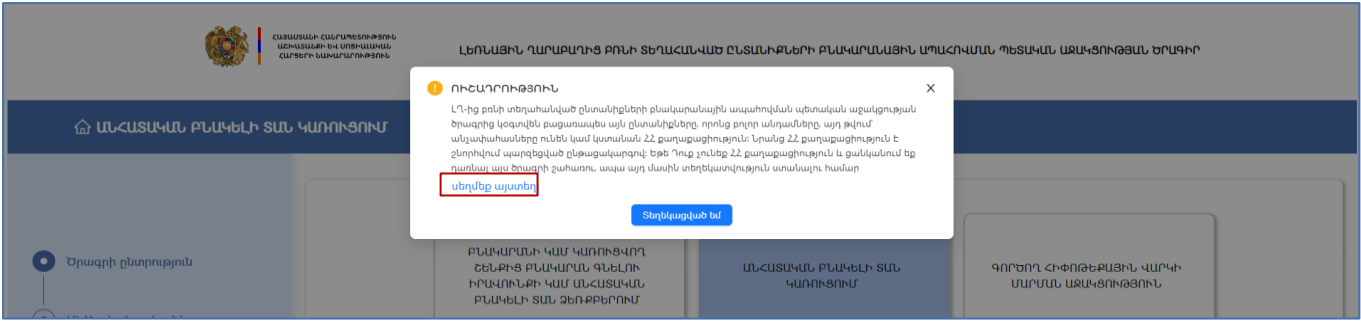 ՀԱՅԱՍՏԱՆԻ ՀԱՆՐԱՊԵՏՈՒԹՅՈՒՆ
ԱՇԽԱՏԱՆՔԻ ԵՎ ՍՈՑԻԱԼԱԿԱՆ
ՀԱՐՑԵՐԻ ՆԱԽԱՐԱՐՈՒԹՅՈՒՆ
ԼԵՌՆԱՅԻՆ ՂԱՐԱԲԱՂԻՑ ԲՌՆԻ ՏԵՂԱՀԱՆՎԱԾ ԸՆՏԱՆԻՔՆԵՐԻ ԲՆԱԿԱՐԱՆԱՅԻՆ ԱՊԱՀՈՎՄԱՆ ՊԵՏԱԿԱՆ ԱՋԱԿՑՈՒԹՅԱՆ ԾՐԱԳԻՐ
ԱՆՀԱՏԱԿԱՆ ԲՆԱԿԵԼԻ ՏԱՆ ԿԱՌՈՒՑՈՒՄ
ՈՒՇԱԴՐՈՒԹՅՈՒՆ
ԼՂ-ից բռնի տեղահանված ընտանիքների բնակարանային ապահովման պետական աջակցության
ծրագրից կօգտվեն բացառապես այն ընտանիքները, որոնց բոլոր անդամները, այդ թվում՝
անչափահասները ունեն կամ կստանան ՀՀ քաղաքացիություն: Նրանց ՀՀ քաղաքացիություն է
շնորհվում պարզեցված ընթացակարգով: Եթե Դուք չունեք ՀՀ քաղաքացիություն և ցանկանում եք
դառնալ այս ծրագրի շահառու, ապա այդ մասին տեղեկատվություն ստանալու համար
սեղմեք այստեղ
Տեղեկացված եմ
Ծրագրի ընտրություն
ԲՆԱԿԱՐԱՆԻ ԿԱՄ ԿԱՌՈՒՑՎՈՂ
ՇԵՆՔԻՑ ԲՆԱԿԱՐԱՆ ԳՆԵԼՈՒ
ԻՐԱՎՈՒՆՔԻ ԿԱՄ ԱՆՀԱՏԱԿԱՆ
ԲՆԱԿԵԼԻ ՏԱՆ ՁԵՌՔԲԵՐՈՒՄ
ԱՆՀԱՏԱԿԱՆ ԲՆԱԿԵԼԻ ՏԱՆ
ԿԱՌՈՒՑՈՒՄ
ԳՈՐԾՈՂ ՀԻՓՈԹԵՔԱՅԻՆ ՎԱՐԿԻ
ՄԱՐՄԱՆ ԱՋԱԿՑՈՒԹՅՈՒՆ